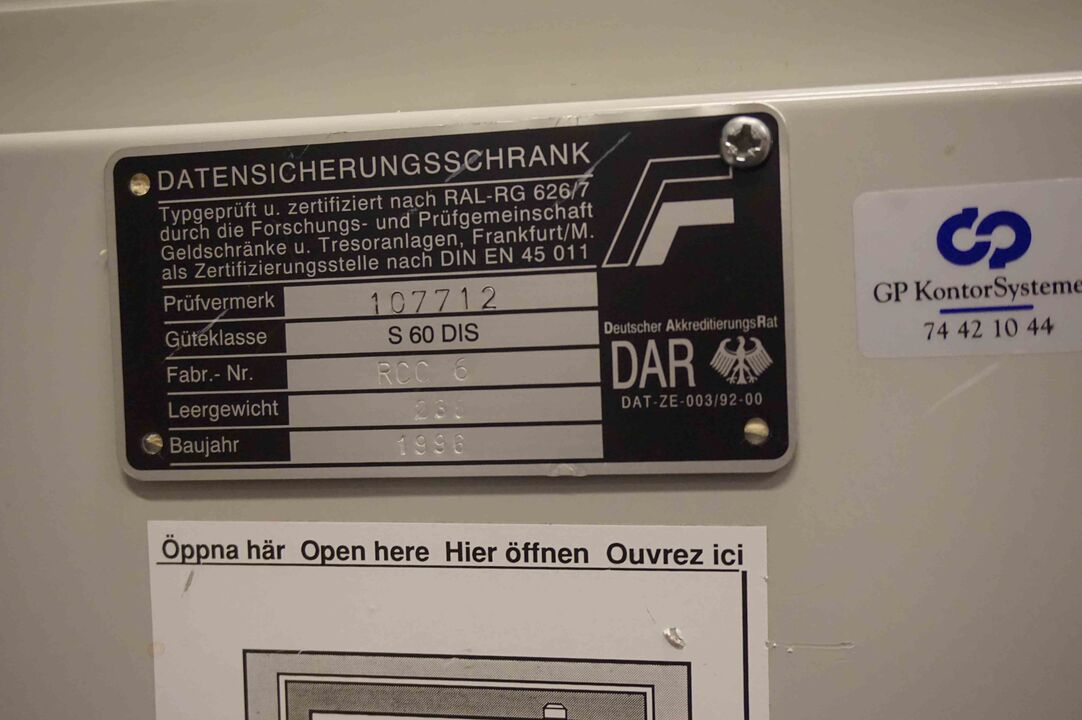 DATENSICHERUNGSSCHRANK
Typgeprüft u. zertifiziert nach RAL-RG 626/7
durch die Forschungs- und Prüfgemeinschaft
Geldschränke u. Tresoranlagen, Frankfurt/M.
als Zertifizierungsstelle nach DIN EN 45 011
Prüfvermerk 107712
Güteklasse S 60 DIS
Fabr.- Nr. RCC 6
Leergewicht
Baujahr 1996
Deutscher AkkreditierungsRat
DAR
DAT-ZE-003/92-00
GP KontorSysteme
74 42 10 44
Öppna här Open here Hier öffnen Ouvrez ici